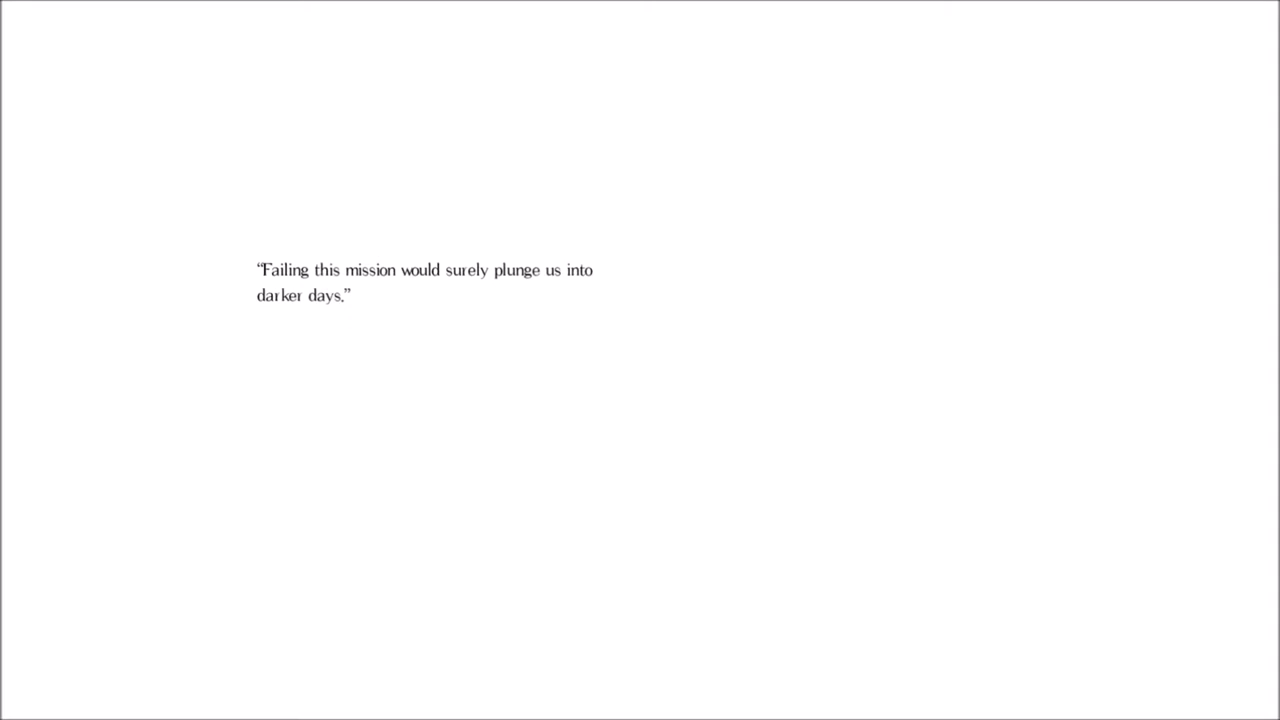 “Failing this mission would surely plunge us into
darker days.”